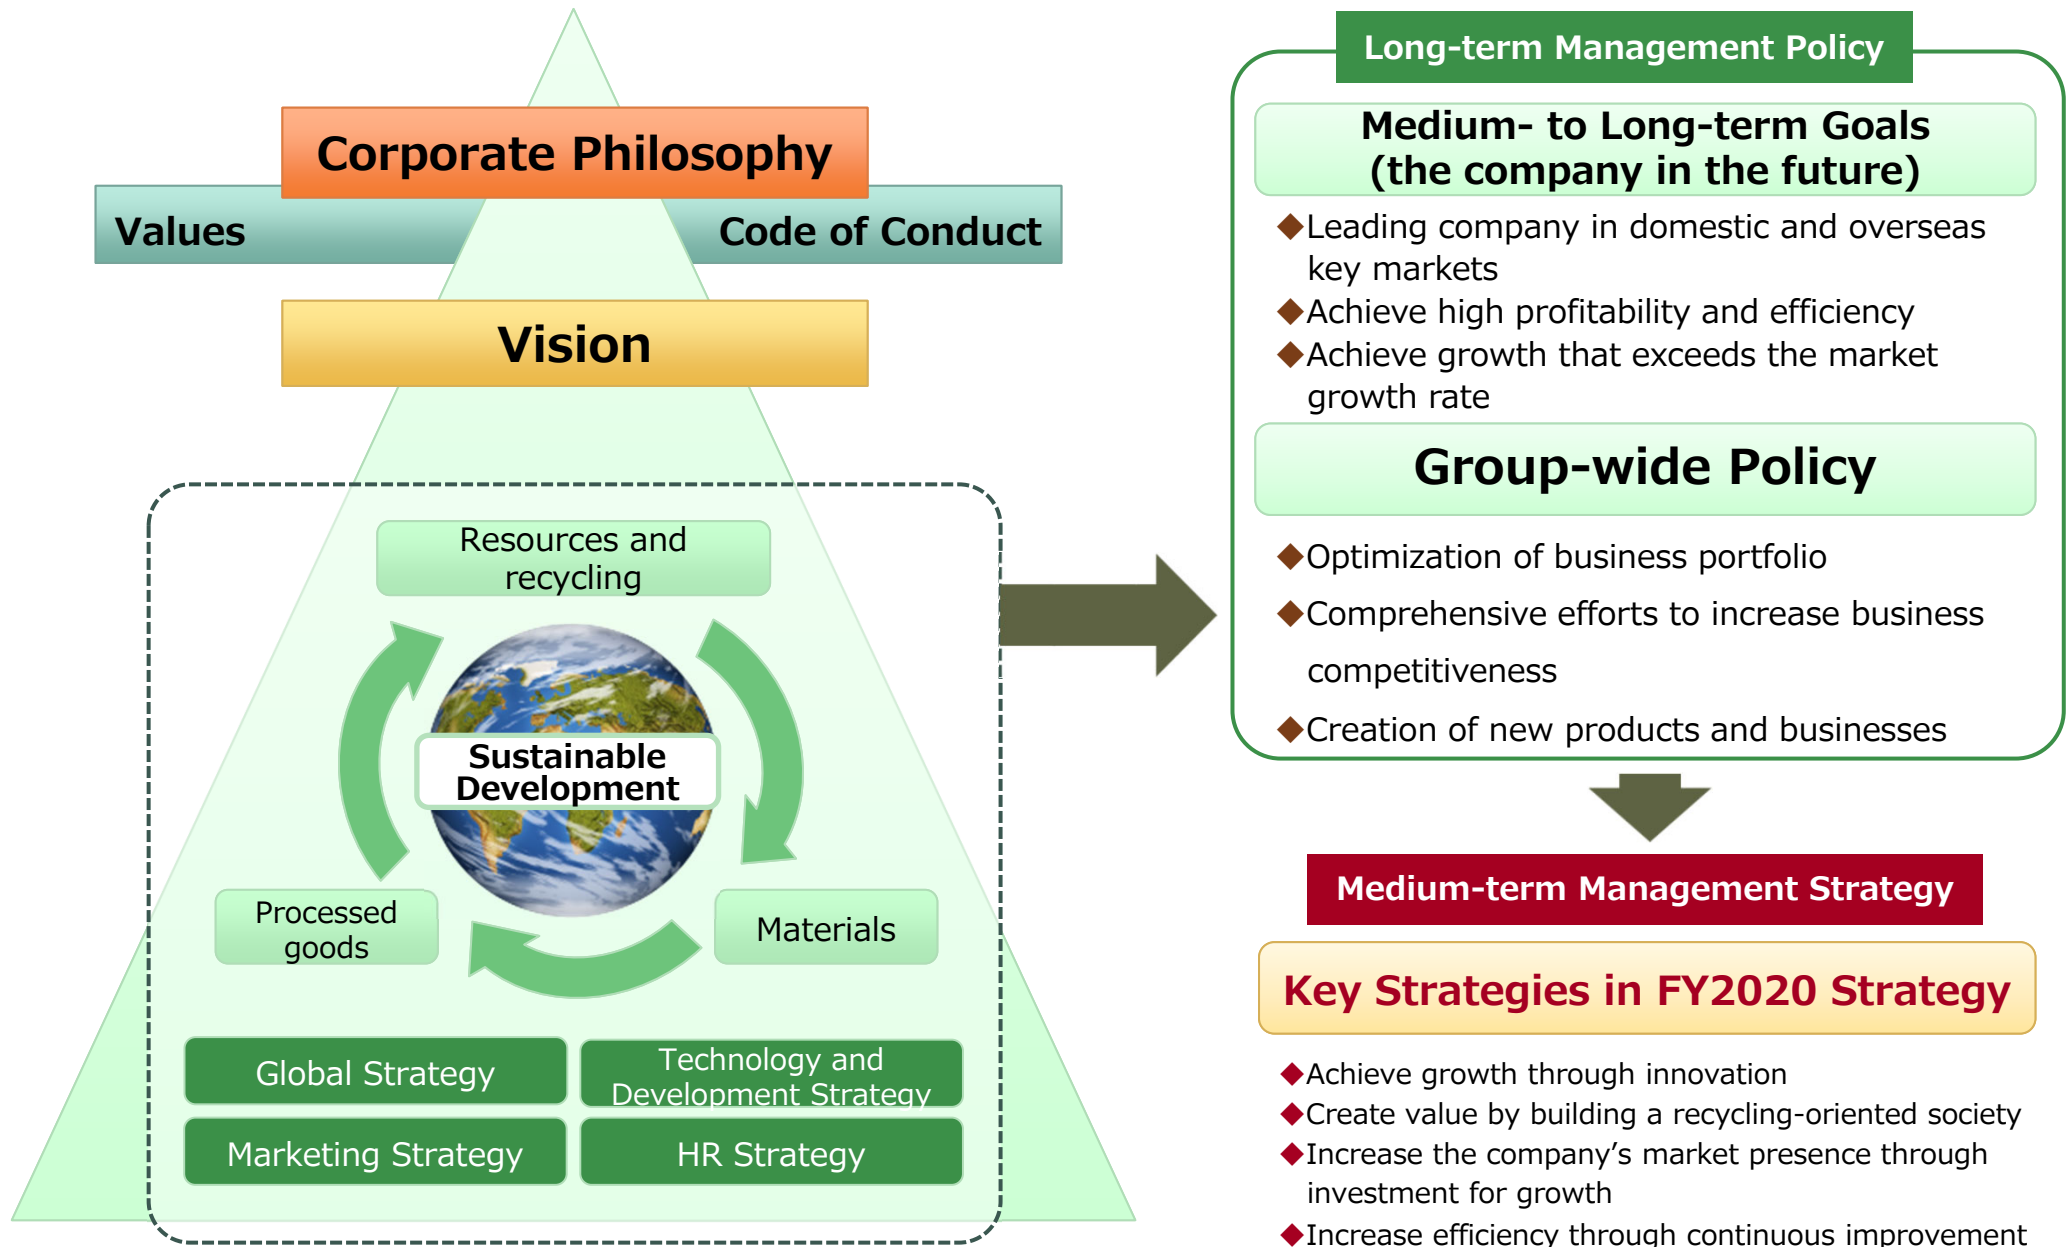 Corporate Philosophy
Values
Code of Conduct
Vision
Resources and
recycling
Sustainable
Development
Processed
goods
Materials
Global Strategy
Technology and
Development Strategy
Marketing Strategy
HR Strategy
Long-term Management Policy
Medium- to Long-term Goals
(the company in the future)
◆Leading company in domestic and overseas
key markets
◆Achieve high profitability and efficiency
◆Achieve growth that exceeds the market
growth rate
Group-wide Policy
◆Optimization of business portfolio
◆Comprehensive efforts to increase business
competitiveness
◆Creation of new products and businesses
Medium-term Management Strategy
Key Strategies in FY2020 Strategy
◆Achieve growth through innovation
◆Create value by building a recycling-oriented society
◆Increase the company’s market presence through
investment for growth
◆Increase efficiency through continuous improvement